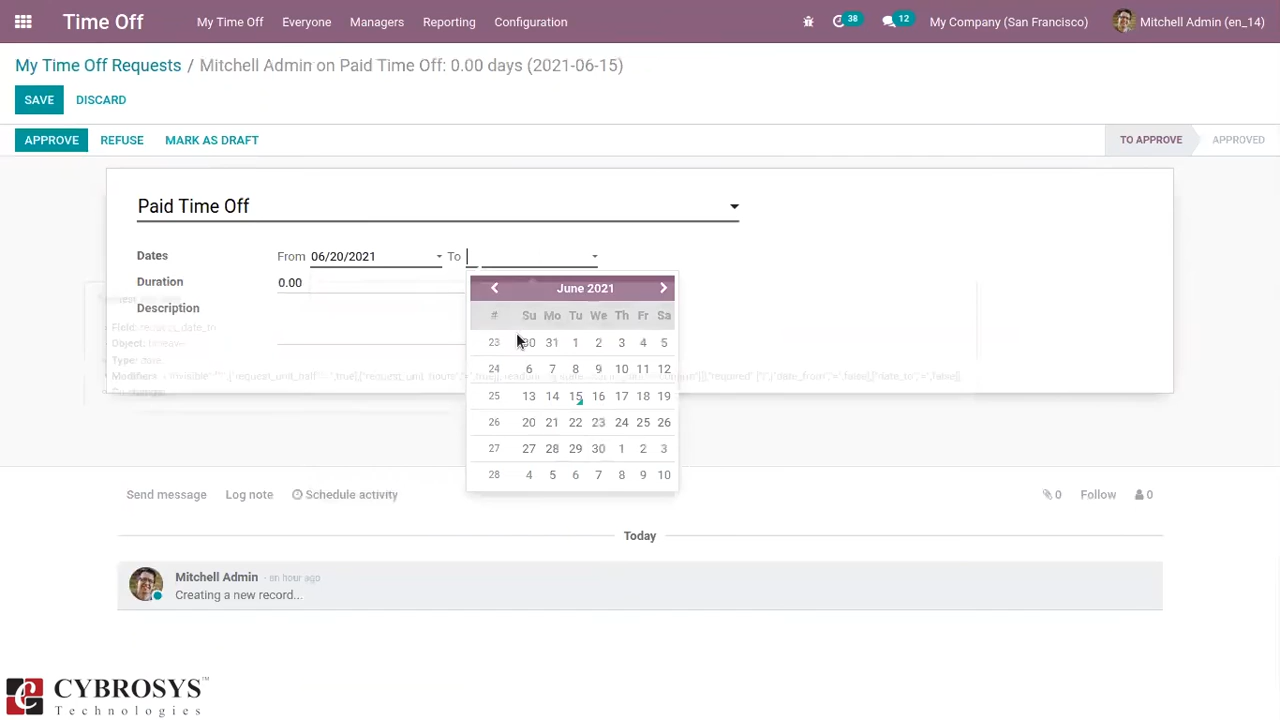 Time Off My Time Off Everyone Managers Reporting Configuration 38 12 My Company (San Francisco) Mitchell Admin (en_14)
My Time Off Requests / Mitchell Admin on Paid Time Off: 0.00 days (2021-06-15)
SAVE DISCARD
APPROVE REFUSE MARK AS DRAFT TO APPROVE APPROVED
Paid Time Off
Dates From 06/20/2021 To
Duration 0.00
Description
June 2021
# Su Mo Tu We Th Fr Sa
23 30 31 1 2 3 4 5
24 6 7 8 9 10 11 12
25 13 14 15 16 17 18 19
26 20 21 22 23 24 25 26
27 27 28 29 30 1 2 3
28 4 5 6 7 8 9 10
Field:
Object:
Type: date
Modifiers
Send message Log note Schedule activity 0 Follow 0
Today
Mitchell Admin - an hour ago
Creating a new record...
CYBROSYS™
Technologies